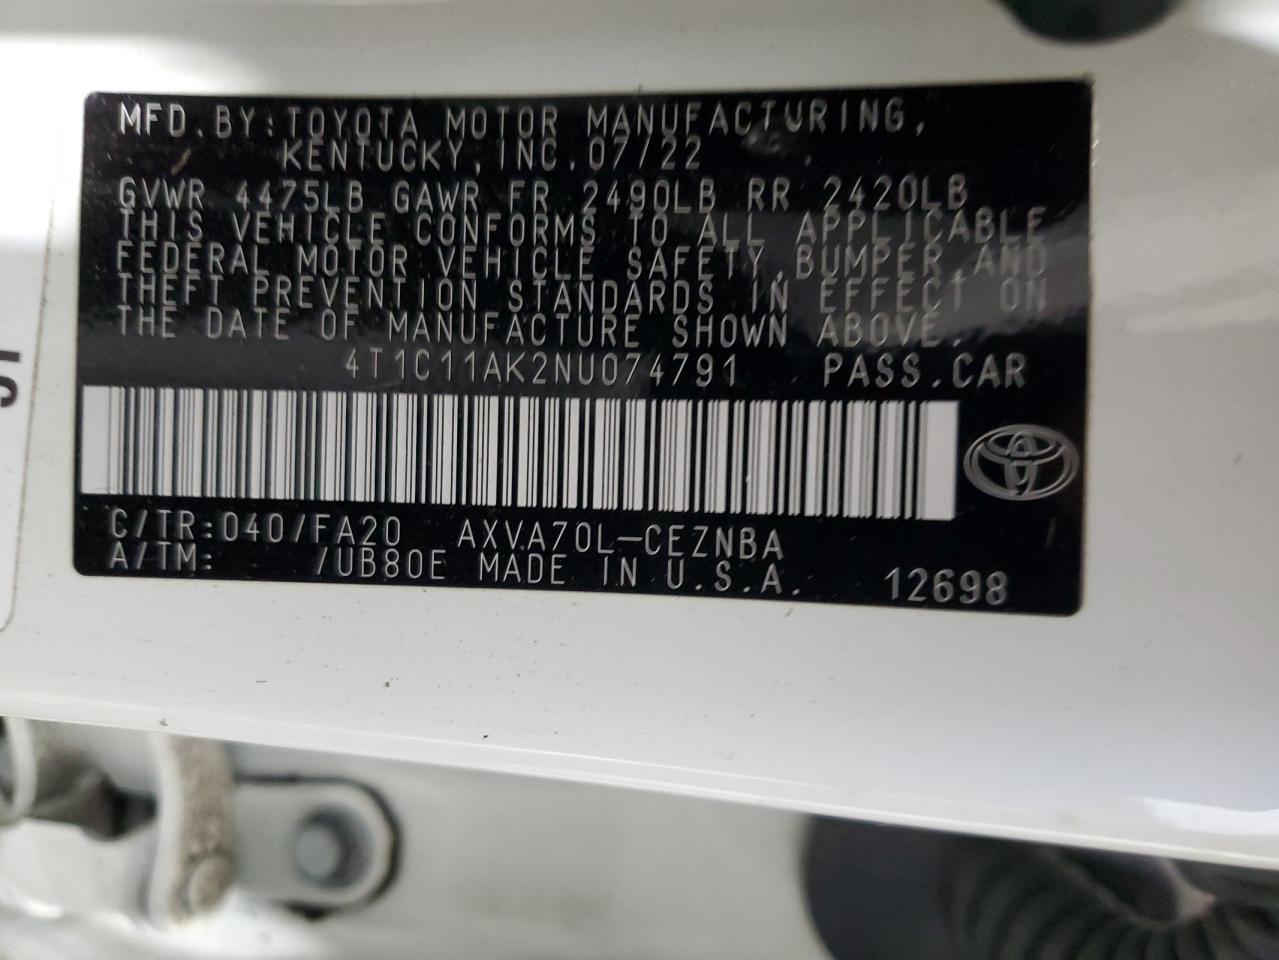 MFD.BY:TOYOTA MOTOR MANUFACTURING,
KENTUCKY,INC.07/22
GVWR 4475LB GAWR FR 2490LB RR 2420LB
THIS VEHICLE CONFORMS TO ALL APPLICABLE
FEDERAL MOTOR VEHICLE SAFETY,BUMPER,AND
THEFT PREVENTION STANDARDS IN EFFECT ON
THE DATE OF MANUFACTURE SHOWN ABOVE.
4T1C11AK2NU074791 PASS.CAR
C/TR:040/FA20 AXVA70L-CEZNBA
A/TM: /UB80E MADE IN U.S.A. 12698